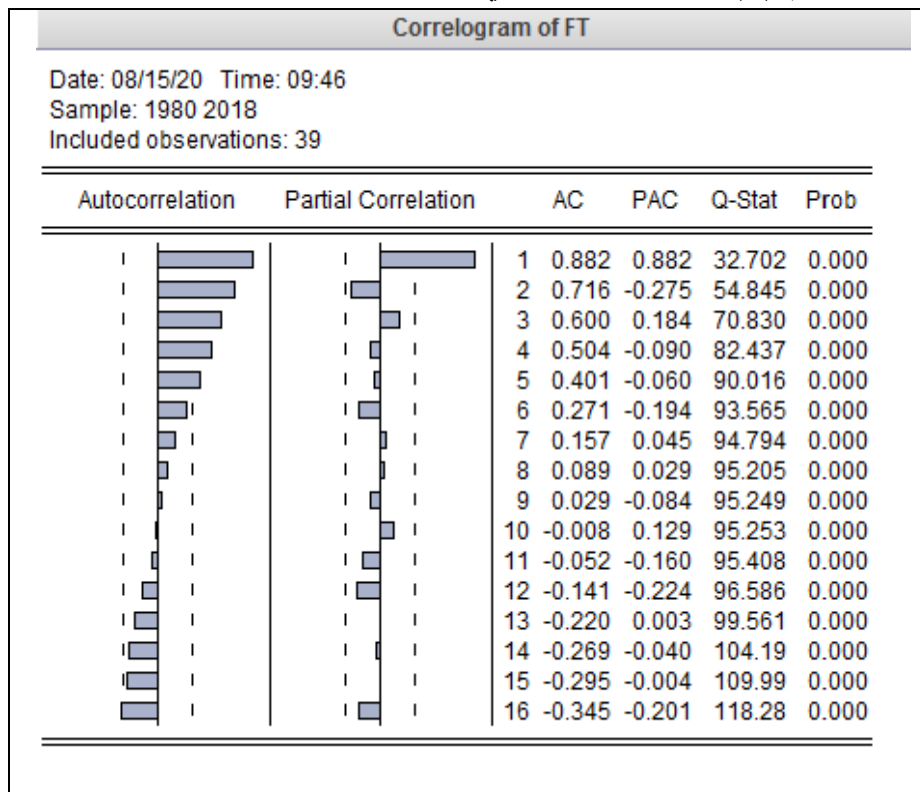 Correlogram of FT
Date: 08/15/20 Time: 09:46
Sample: 1980 2018
Included observations: 39
Autocorrelation Partial Correlation AC PAC Q-Stat Prob
1 0.882 0.882 32.702 0.000
2 0.716 -0.275 54.845 0.000
3 0.600 0.184 70.830 0.000
4 0.504 -0.090 82.437 0.000
5 0.401 -0.060 90.016 0.000
6 0.271 -0.194 93.565 0.000
7 0.157 0.045 94.794 0.000
8 0.089 0.029 95.205 0.000
9 0.029 -0.084 95.249 0.000
10 -0.008 0.129 95.253 0.000
11 -0.052 -0.160 95.408 0.000
12 -0.141 -0.224 96.586 0.000
13 -0.220 0.003 99.561 0.000
14 -0.269 -0.040 104.19 0.000
15 -0.295 -0.004 109.99 0.000
16 -0.345 -0.201 118.28 0.000